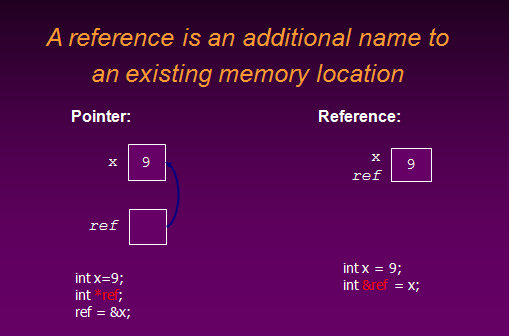 A reference is an additional name to
an existing memory location
Pointer:
x 9
ref
int x=9;
int *ref;
ref = &x;
Reference:
x 9
ref
int x = 9;
int &ref = x;